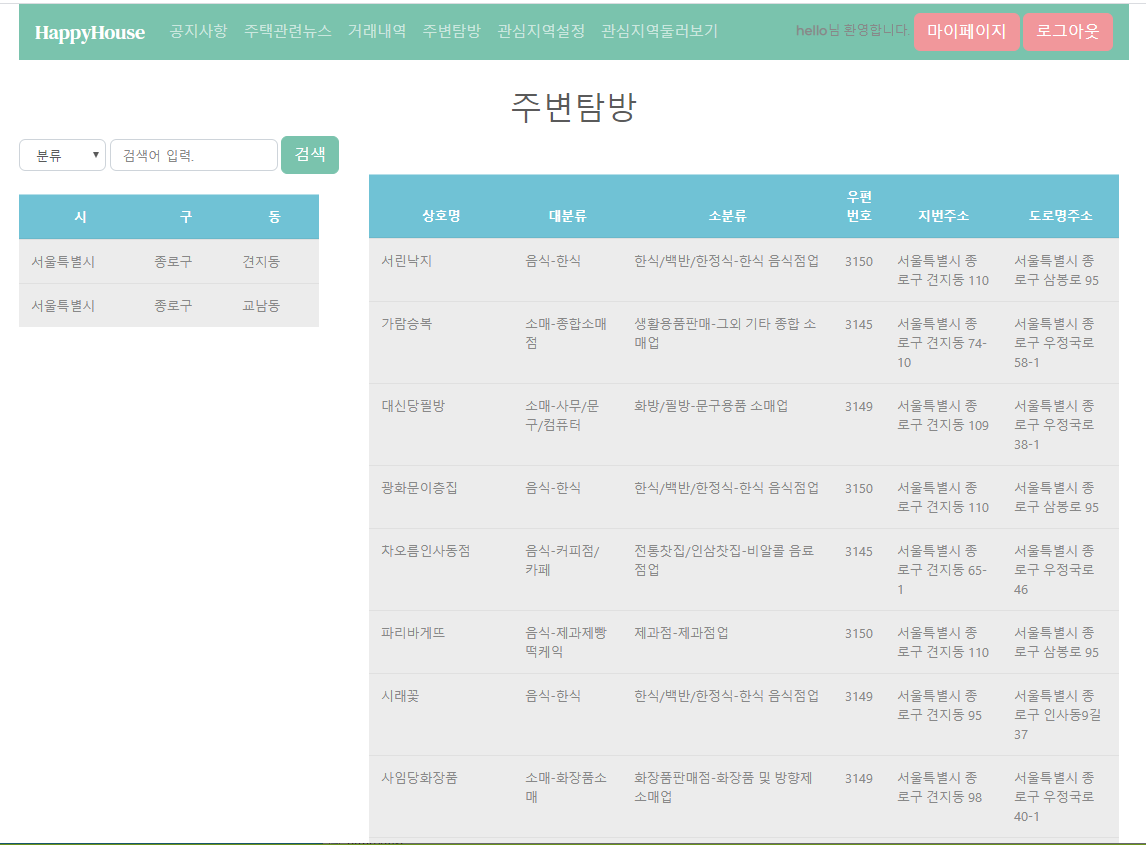 HappyHouse 공지사항 주택관련뉴스 거래내역 주변탐방 관심지역설정 관심지역둘러보기 hello님 환영합니다. 마이페이지 로그아웃
주변탐방
분류 검색어 입력. 검색
시 구 동
서울특별시 종로구 견지동
서울특별시 종로구 교남동
우편
상호명 대분류 소분류 번호 지번주소 도로명주소
서린낙지 음식-한식 한식/백반/한정식-한식 음식점업 3150 서울특별시 종 서울특별시 종
로구 견지동 110 로구 삼봉로 95
가람승복 소매-종합소매 생활용품판매-그외 기타 종합 소 3145 서울특별시 종 서울특별시 종
점 매업 로구 견지동 74- 로구 우정국로
10 58-1
대신당필방 소매-사무/문 화방/필방-문구용품 소매업 3149 서울특별시 종 서울특별시 종
구/컴퓨터 로구 견지동 109 로구 우정국로
38-1
광화문이층집 음식-한식 한식/백반/한정식-한식 음식점업 3150 서울특별시 종 서울특별시 종
로구 견지동 110 로구 삼봉로 95
차오름인사동점 음식-커피점/ 전통찻집/인삼찻집-비알콜 음료 3145 서울특별시 종 서울특별시 종
카페 점업 로구 견지동 65- 로구 우정국로
1 46
파리바게뜨 음식-제과제빵 제과점-제과점업 3150 서울특별시 종 서울특별시 종
떡케익 로구 견지동 110 로구 삼봉로 95
시래꽃 음식-한식 한식/백반/한정식-한식 음식점업 3149 서울특별시 종 서울특별시 종
로구 견지동 95 로구 인사동9길
37
사임당화장품 소매-화장품소 화장품판매점-화장품 및 방향제 3149 서울특별시 종 서울특별시 종
매 소매업 로구 견지동 98 로구 우정국로
40-1